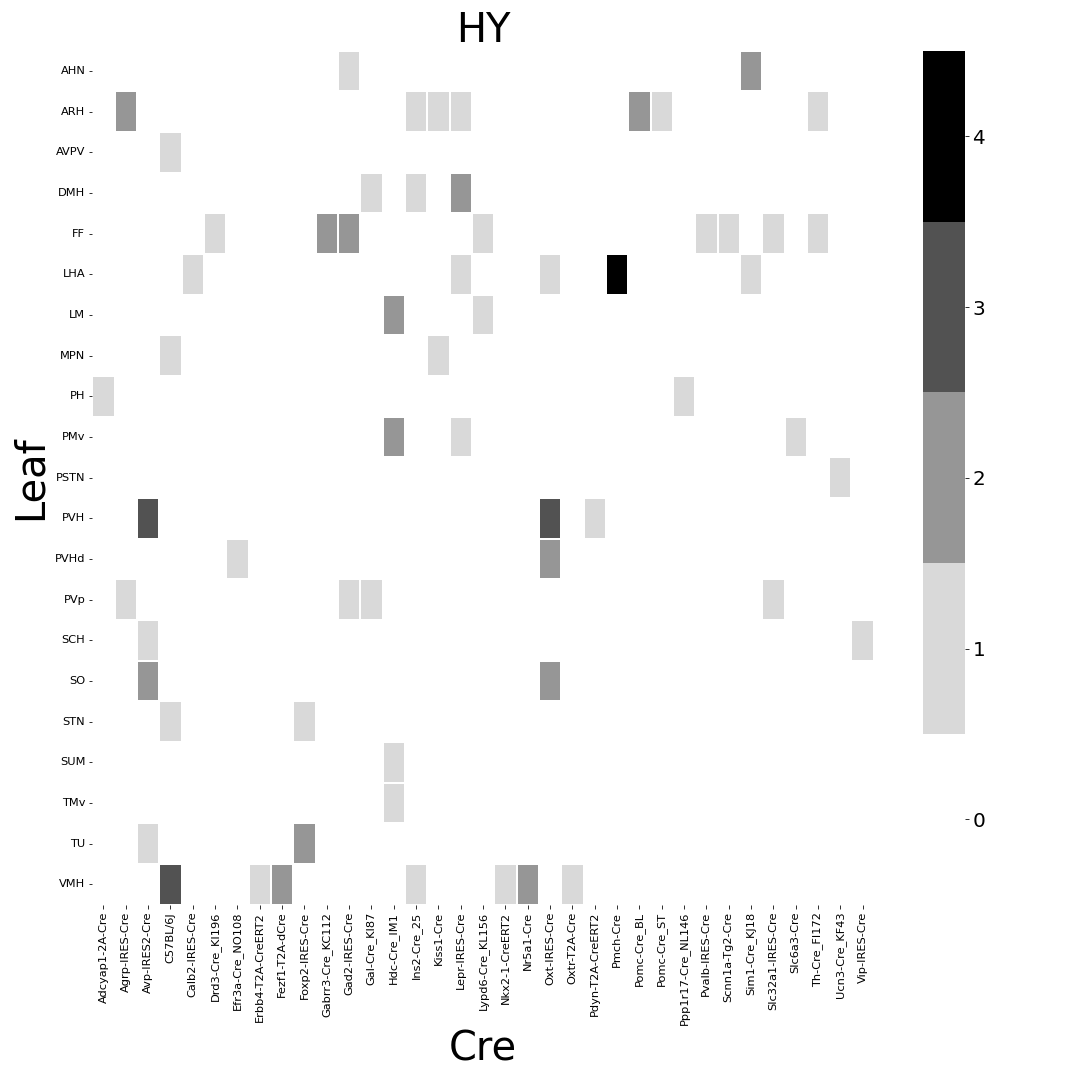 HY
AHN
ARH
AVPV
DMH
FF
LHA
LM
MPN
PH
PMv
PSTN
PVH
PVHd
PVp
SCH
SO
STN
SUM
TMv
TU
VMH
Leaf
4
3
2
1
0
Adcyap1-2A-Cre
Agrp-IRES-Cre
Avp-IRES2-Cre
C57BL/6J
Calb2-IRES-Cre
Drd3-Cre_KI196
Efr3a-Cre_NO108
Erbb4-T2A-CreERT2
Fezf1-T2A-dCre
Foxp2-IRES-Cre
Gabrr3-Cre_KC112
Gad2-IRES-Cre
Gal-Cre_KI87
Hdc-Cre_IM1
Ins2-Cre_25
Kiss1-Cre
Lepr-IRES-Cre
Lypd6-Cre_KL156
Nkx2-1-CreERT2
Nr5a1-Cre
Oxt-IRES-Cre
Oxtr-T2A-Cre
Pdyn-T2A-CreERT2
Pmch-Cre
Pomc-Cre_BL
Pomc-Cre_ST
Ppp1r17-Cre_NL146
Pvalb-IRES-Cre
Scnn1a-Tg2-Cre
Sim1-Cre_KJ18
Slc32a1-IRES-Cre
Slc6a3-Cre
Th-Cre_FI172
Ucn3-Cre_KF43
Vip-IRES-Cre
Cre